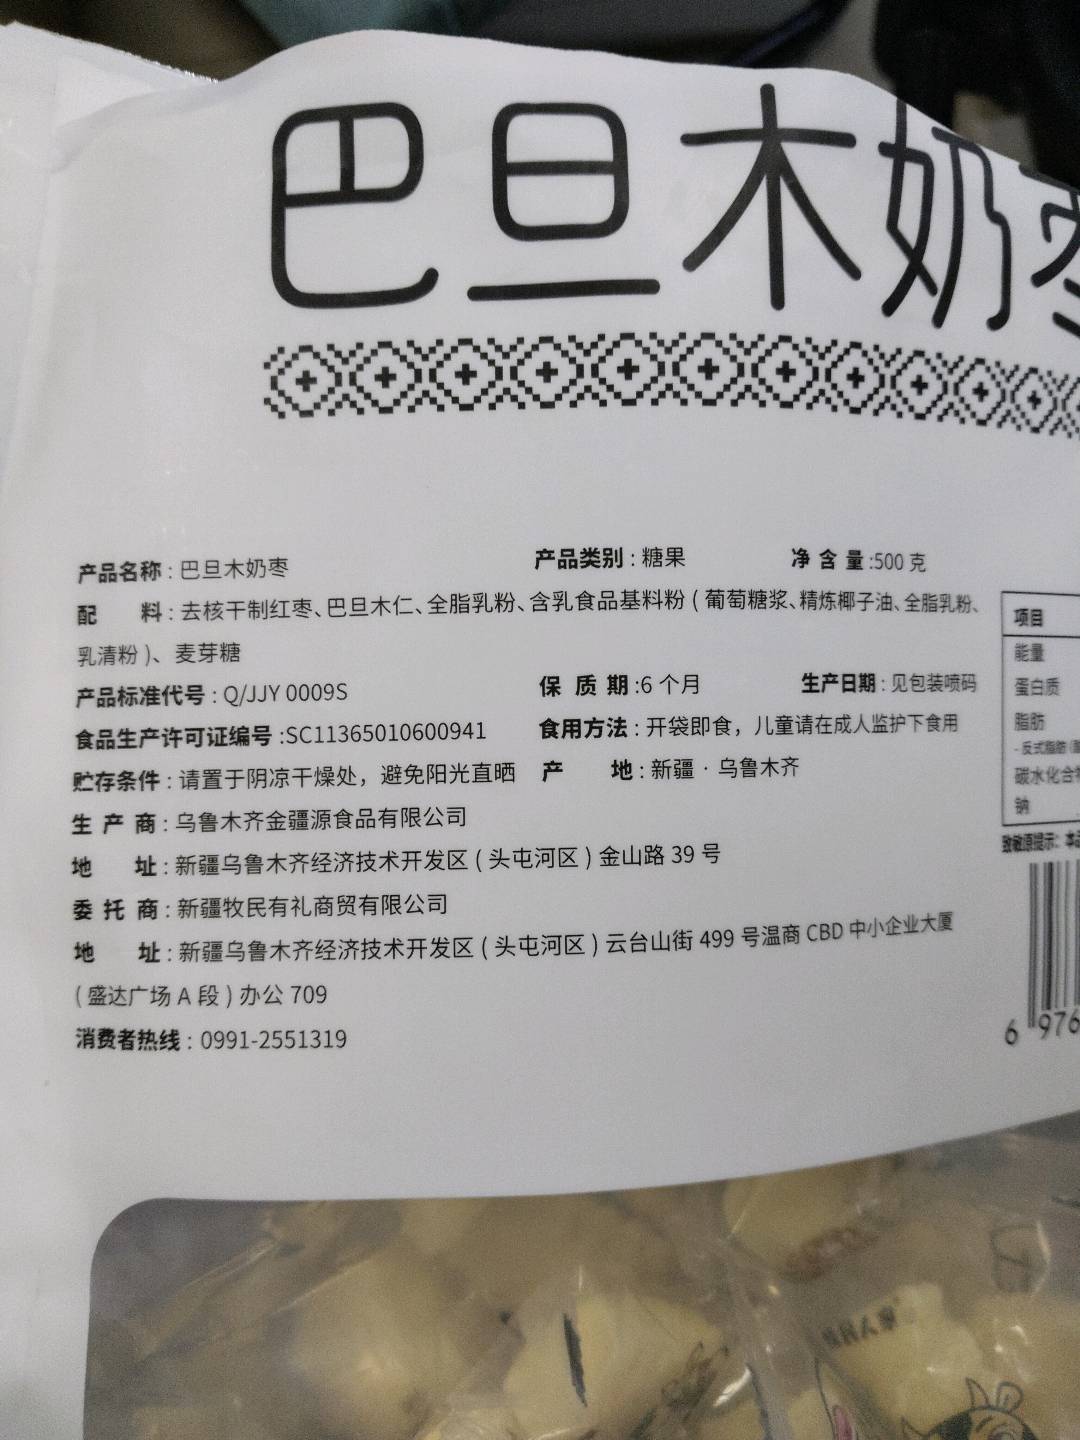 巴旦木奶枣
产品名称：巴旦木奶枣 产品类别：糖果 净含量:500克
配 料：去核干制红枣、巴旦木仁、全脂乳粉、含乳食品基料粉(葡萄糖浆、精炼椰子油、全脂乳粉、
乳清粉)、麦芽糖
产品标准代号：Q/JJY 0009S 保质期:6个月 生产日期：见包装喷码
食品生产许可证编号:SC11365010600941 食用方法：开袋即食，儿童请在成人监护下食用
贮存条件：请置于阴凉干燥处，避免阳光直晒 产 地：新疆·乌鲁木齐
生产商：乌鲁木齐金疆源食品有限公司
地 址：新疆乌鲁木齐经济技术开发区(头屯河区)金山路39号
委托商：新疆牧民有礼商贸有限公司
地 址：新疆乌鲁木齐经济技术开发区(头屯河区)云台山街499号温商CBD中小企业大厦
(盛达广场A段)办公709
消费者热线：0991-2551319
项目
能量
蛋白质
脂肪
-反式脂肪
碳水化合
钠
致敏原提示：本
6 976